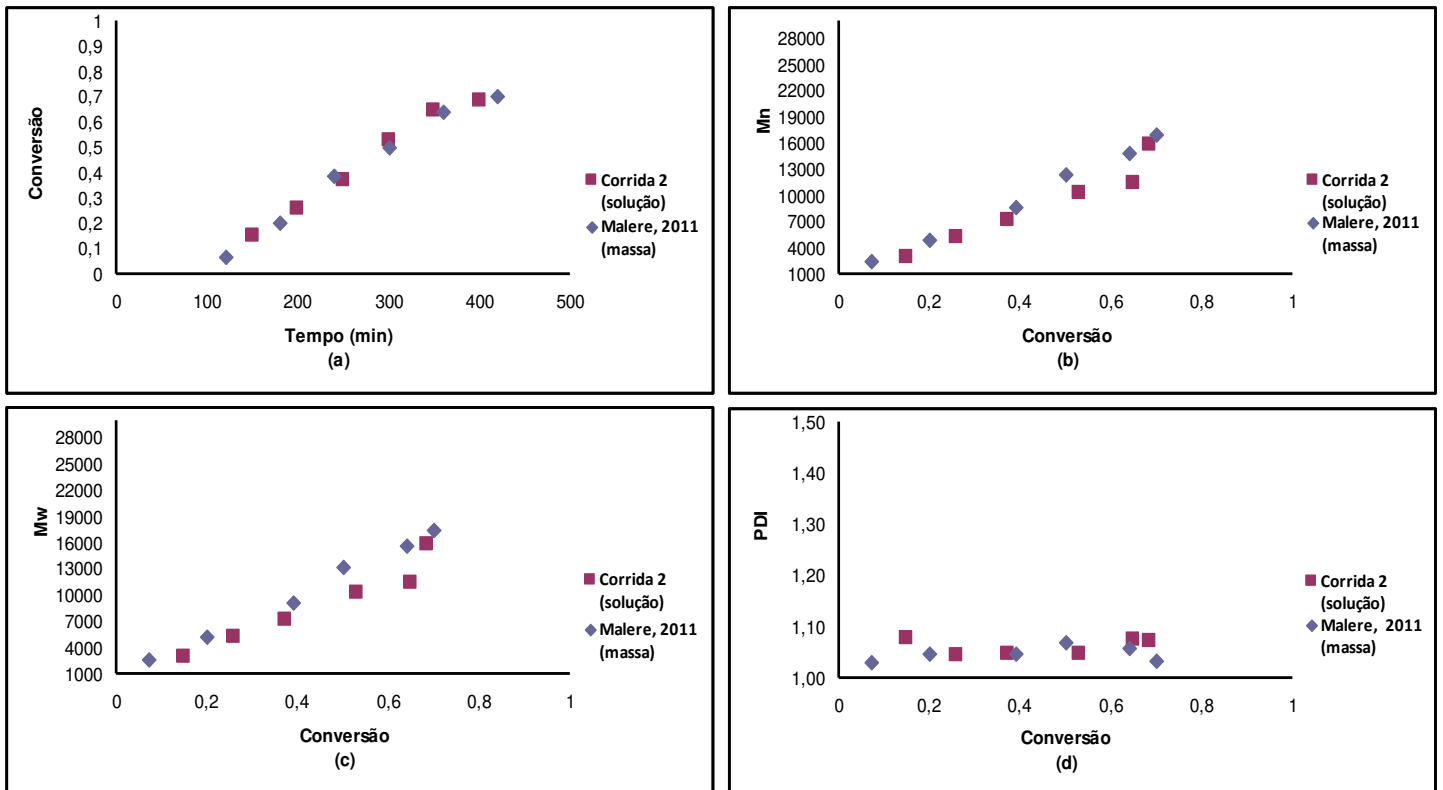 1
0,9
0,8
0,7
0,6
0,5
0,4
0,3
0,2
0,1
0
Conversão
0 100 200 300 400 500
Tempo (min)
(a)
Corrida 2
(solução)
Malere, 2011
(massa)
28000
25000
22000
19000
16000
13000
10000
7000
4000
1000
Mn
0 0,2 0,4 0,6 0,8 1
Conversão
(b)
Corrida 2
(solução)
Malere, 2011
(massa)
28000
25000
22000
19000
16000
13000
10000
7000
4000
1000
Mw
0 0,2 0,4 0,6 0,8 1
Conversão
(c)
Corrida 2
(solução)
Malere, 2011
(massa)
1,50
1,40
1,30
1,20
1,10
1,00
PDI
0 0,2 0,4 0,6 0,8 1
Conversão
(d)
Corrida 2
(solução)
Malere, 2011
(massa)